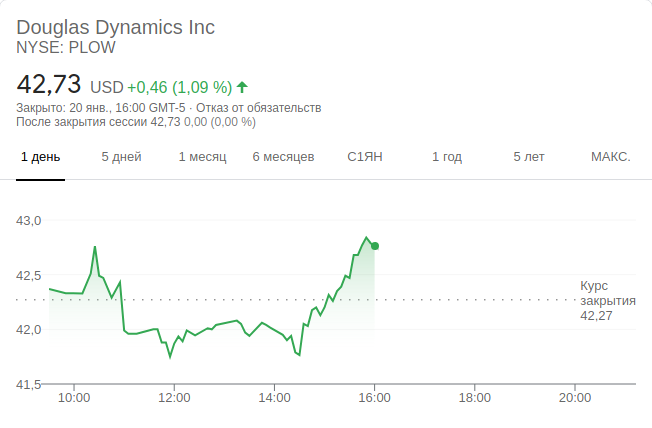 Douglas Dynamics Inc
NYSE: PLOW
42,73 USD +0,46 (1,09 %)
Закрыто: 20 янв., 16:00 GMT-5 · Отказ от обязательств
После закрытия сессии 42,73 0,00 (0,00 %)
1 день 5 дней 1 месяц 6 месяцев С1ЯН 1 год 5 лет МАКС.
43,0
42,5
Курс
закрытия
42,27
42,0
41,5
10:00 12:00 14:00 16:00 18:00 20:00